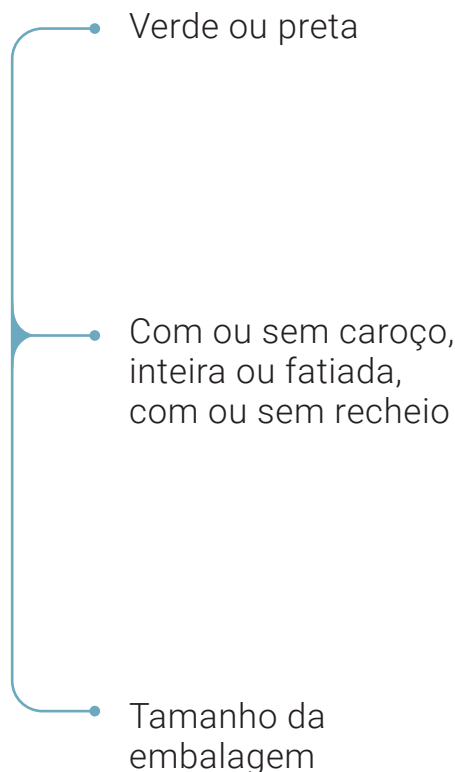 Verde ou preta
Com ou sem caroço,
inteira ou fatiada,
com ou sem recheio
Tamanho da
embalagem